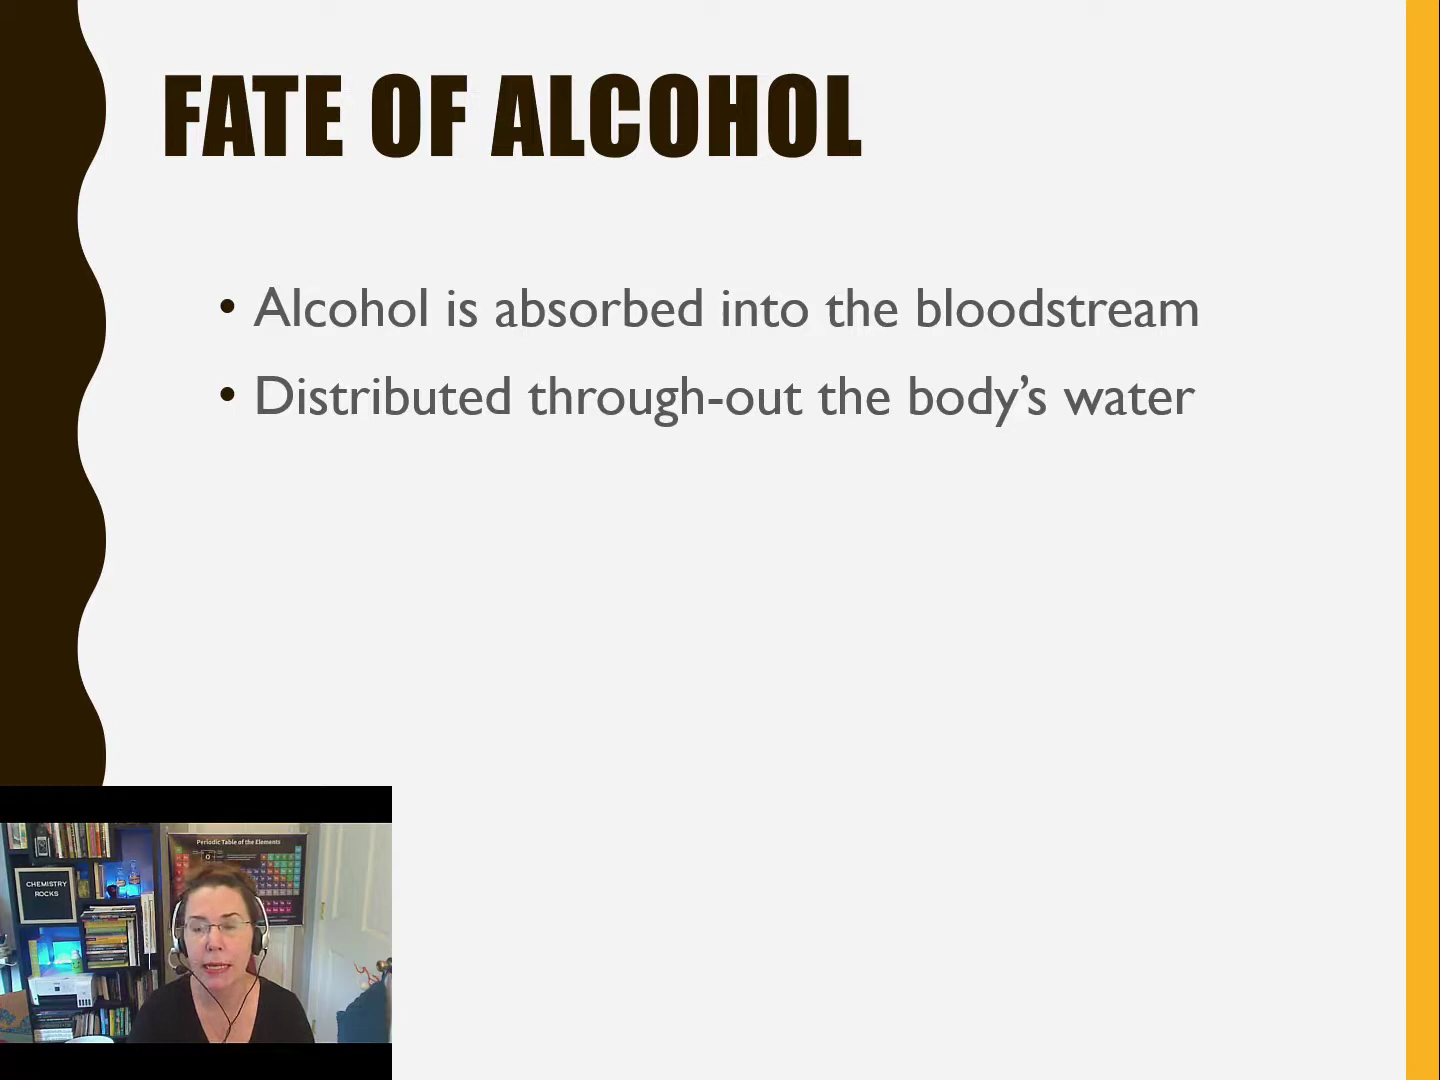 FATE OF ALCOHOL
• Alcohol is absorbed into the bloodstream
• Distributed through-out the body’s water
Periodic Table of the Elements
CHEMISTRY
ROCKS